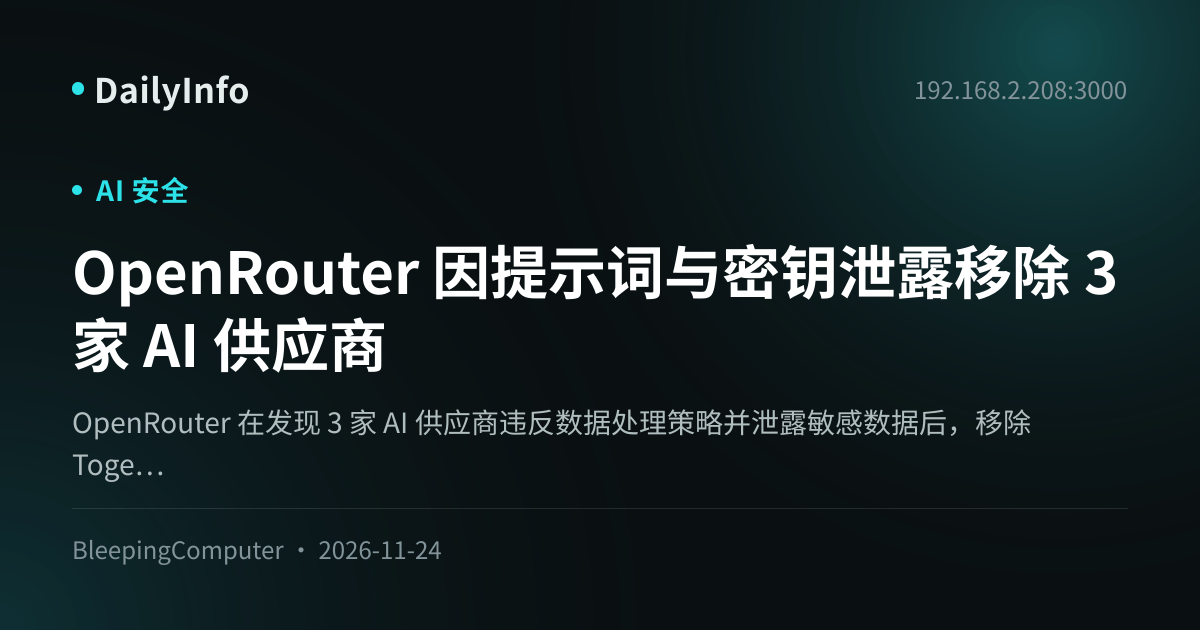 DailyInfo
192.168.2.208:3000
AI 安全
OpenRouter 因提示词与密钥泄露移除 3
家 AI 供应商
OpenRouter 在发现 3 家 AI 供应商违反数据处理策略并泄露敏感数据后，移除
Toge…
BleepingComputer · 2026-11-24